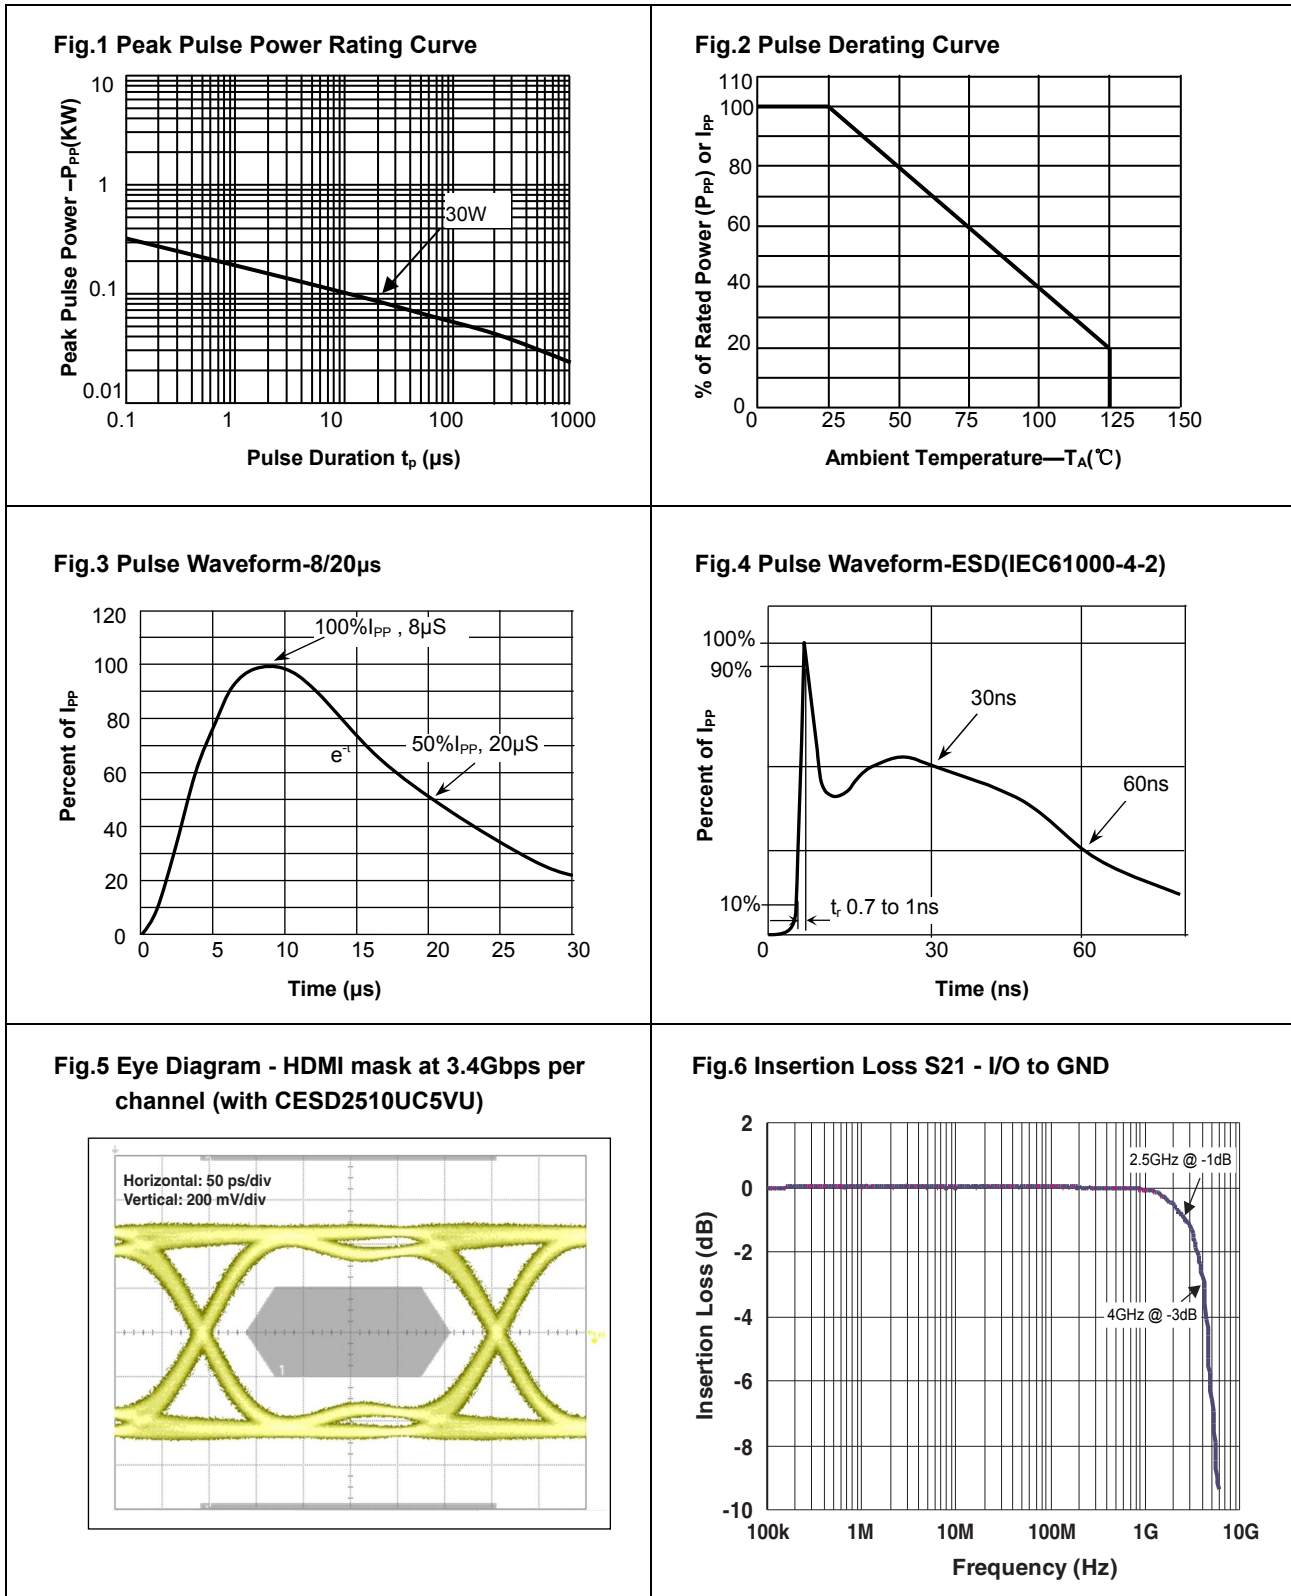 Fig.1 Peak Pulse Power Rating Curve
Peak Pulse Power –PPP(KW)
10
1
0.1
0.01
30W
0.1 1 10 100 1000
Pulse Duration tp (µs)
Fig.2 Pulse Derating Curve
% of Rated Power (PPP) or IPP
110
100
80
60
40
20
0
0 25 50 75 100 125 150
Ambient Temperature—TA(℃)
Fig.3 Pulse Waveform-8/20µs
Percent of IPP
120
100
80
60
40
20
0
100%IPP , 8µS
e-t
50%IPP, 20µS
0 5 10 15 20 25 30
Time (µs)
Fig.4 Pulse Waveform-ESD(IEC61000-4-2)
Percent of IPP
100%
90%
10%
30ns
60ns
tr 0.7 to 1ns
0 30 60
Time (ns)
Fig.5 Eye Diagram - HDMI mask at 3.4Gbps per
channel (with CESD2510UC5VU)
Horizontal: 50 ps/div
Vertical: 200 mV/div
1
Fig.6 Insertion Loss S21 - I/O to GND
Insertion Loss (dB)
2
0
-2
-4
-6
-8
-10
2.5GHz @ -1dB
4GHz @ -3dB
100k 1M 10M 100M 1G 10G
Frequency (Hz)